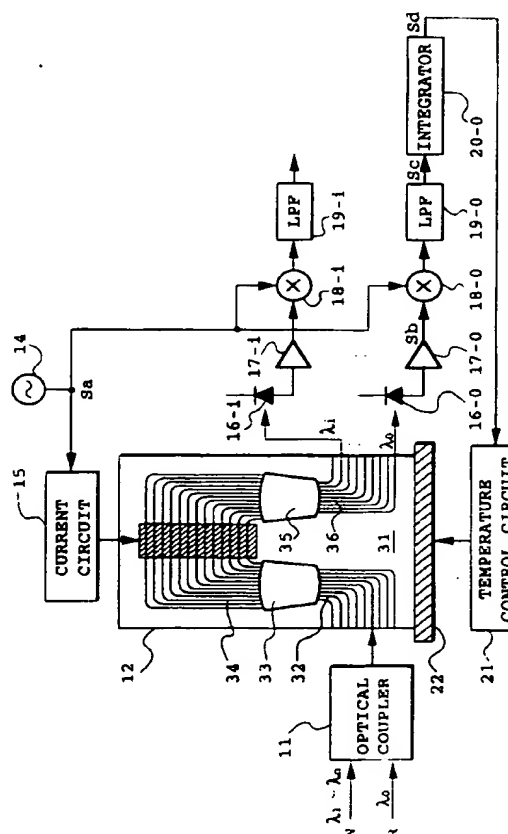 15
CURRENT
CIRCUIT
14
Sa
12
34
33
32
35
36
31
11
OPTICAL
COUPLER
λ1 ~ λn
λ0
22
λi
λ0
16-1
17-1
18-1
LPF
19-1
16-0
Sb
17-0
18-0
Sc
LPF
19-0
Sd
INTEGRATOR
20-0
TEMPERATURE
CONTROL CIRCUIT
21